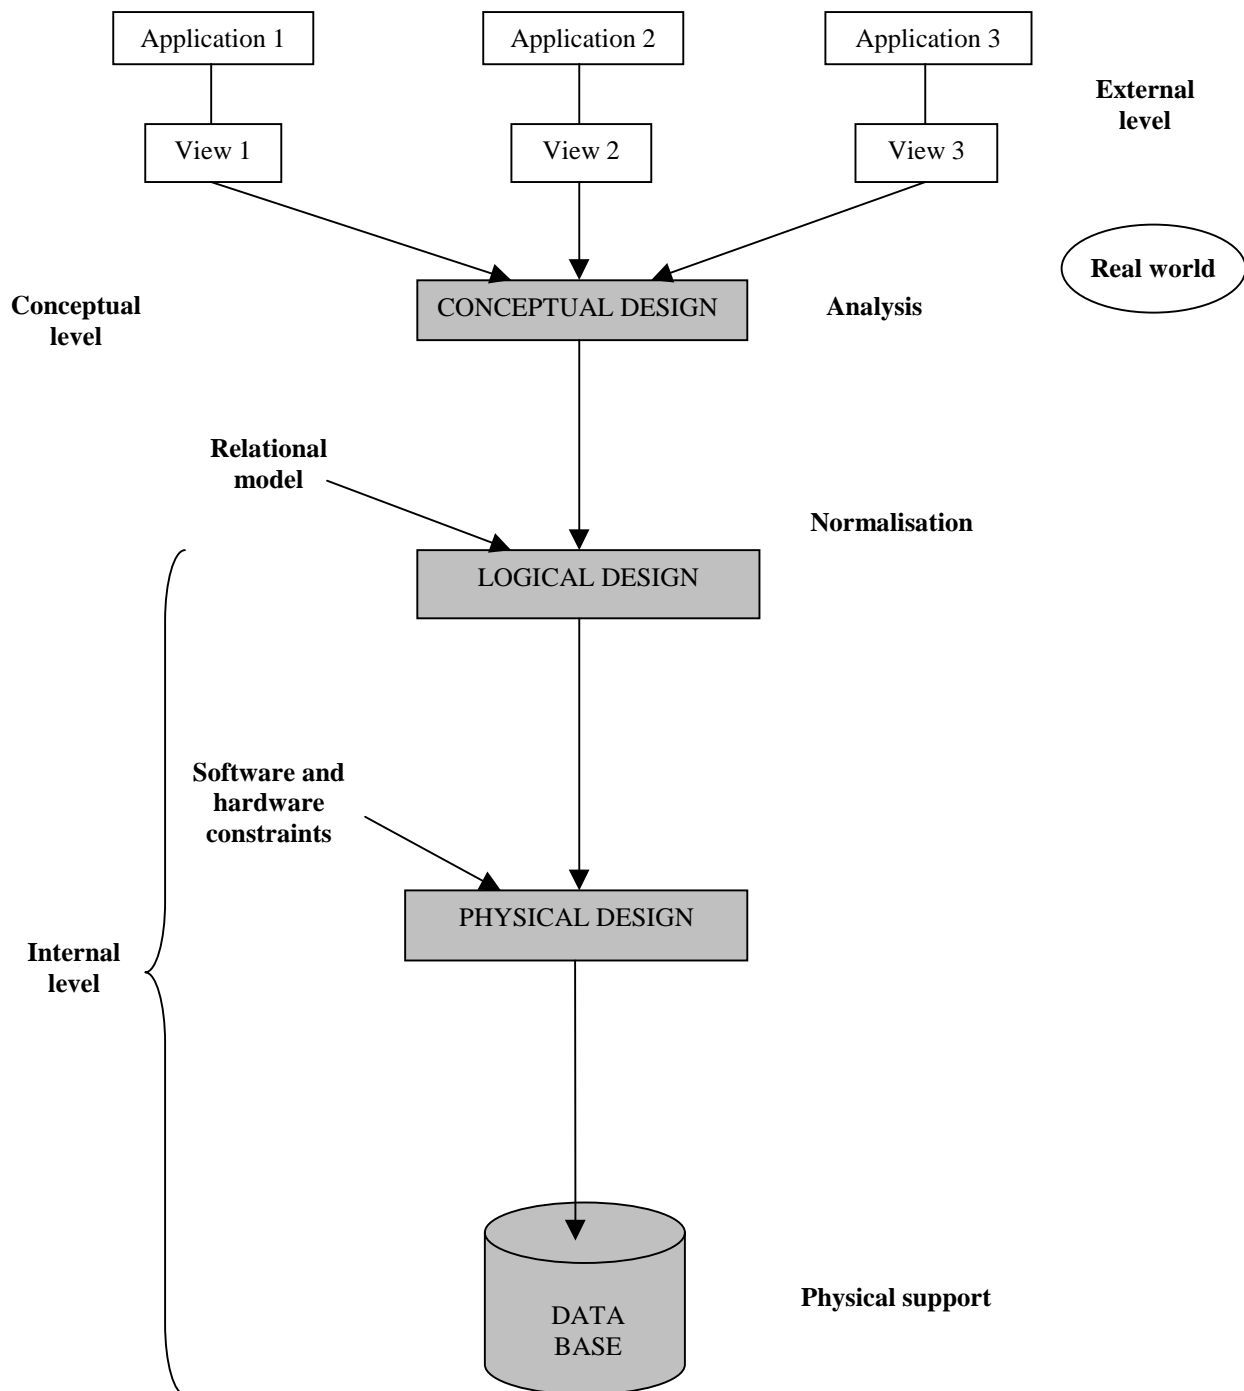 Application 1
Application 2
Application 3
External
level
View 1
View 2
View 3
Real world
Conceptual
level
CONCEPTUAL DESIGN
Analysis
Relational
model
Normalisation
LOGICAL DESIGN
Software and
hardware
constraints
PHYSICAL DESIGN
Internal
level
DATA
BASE
Physical support